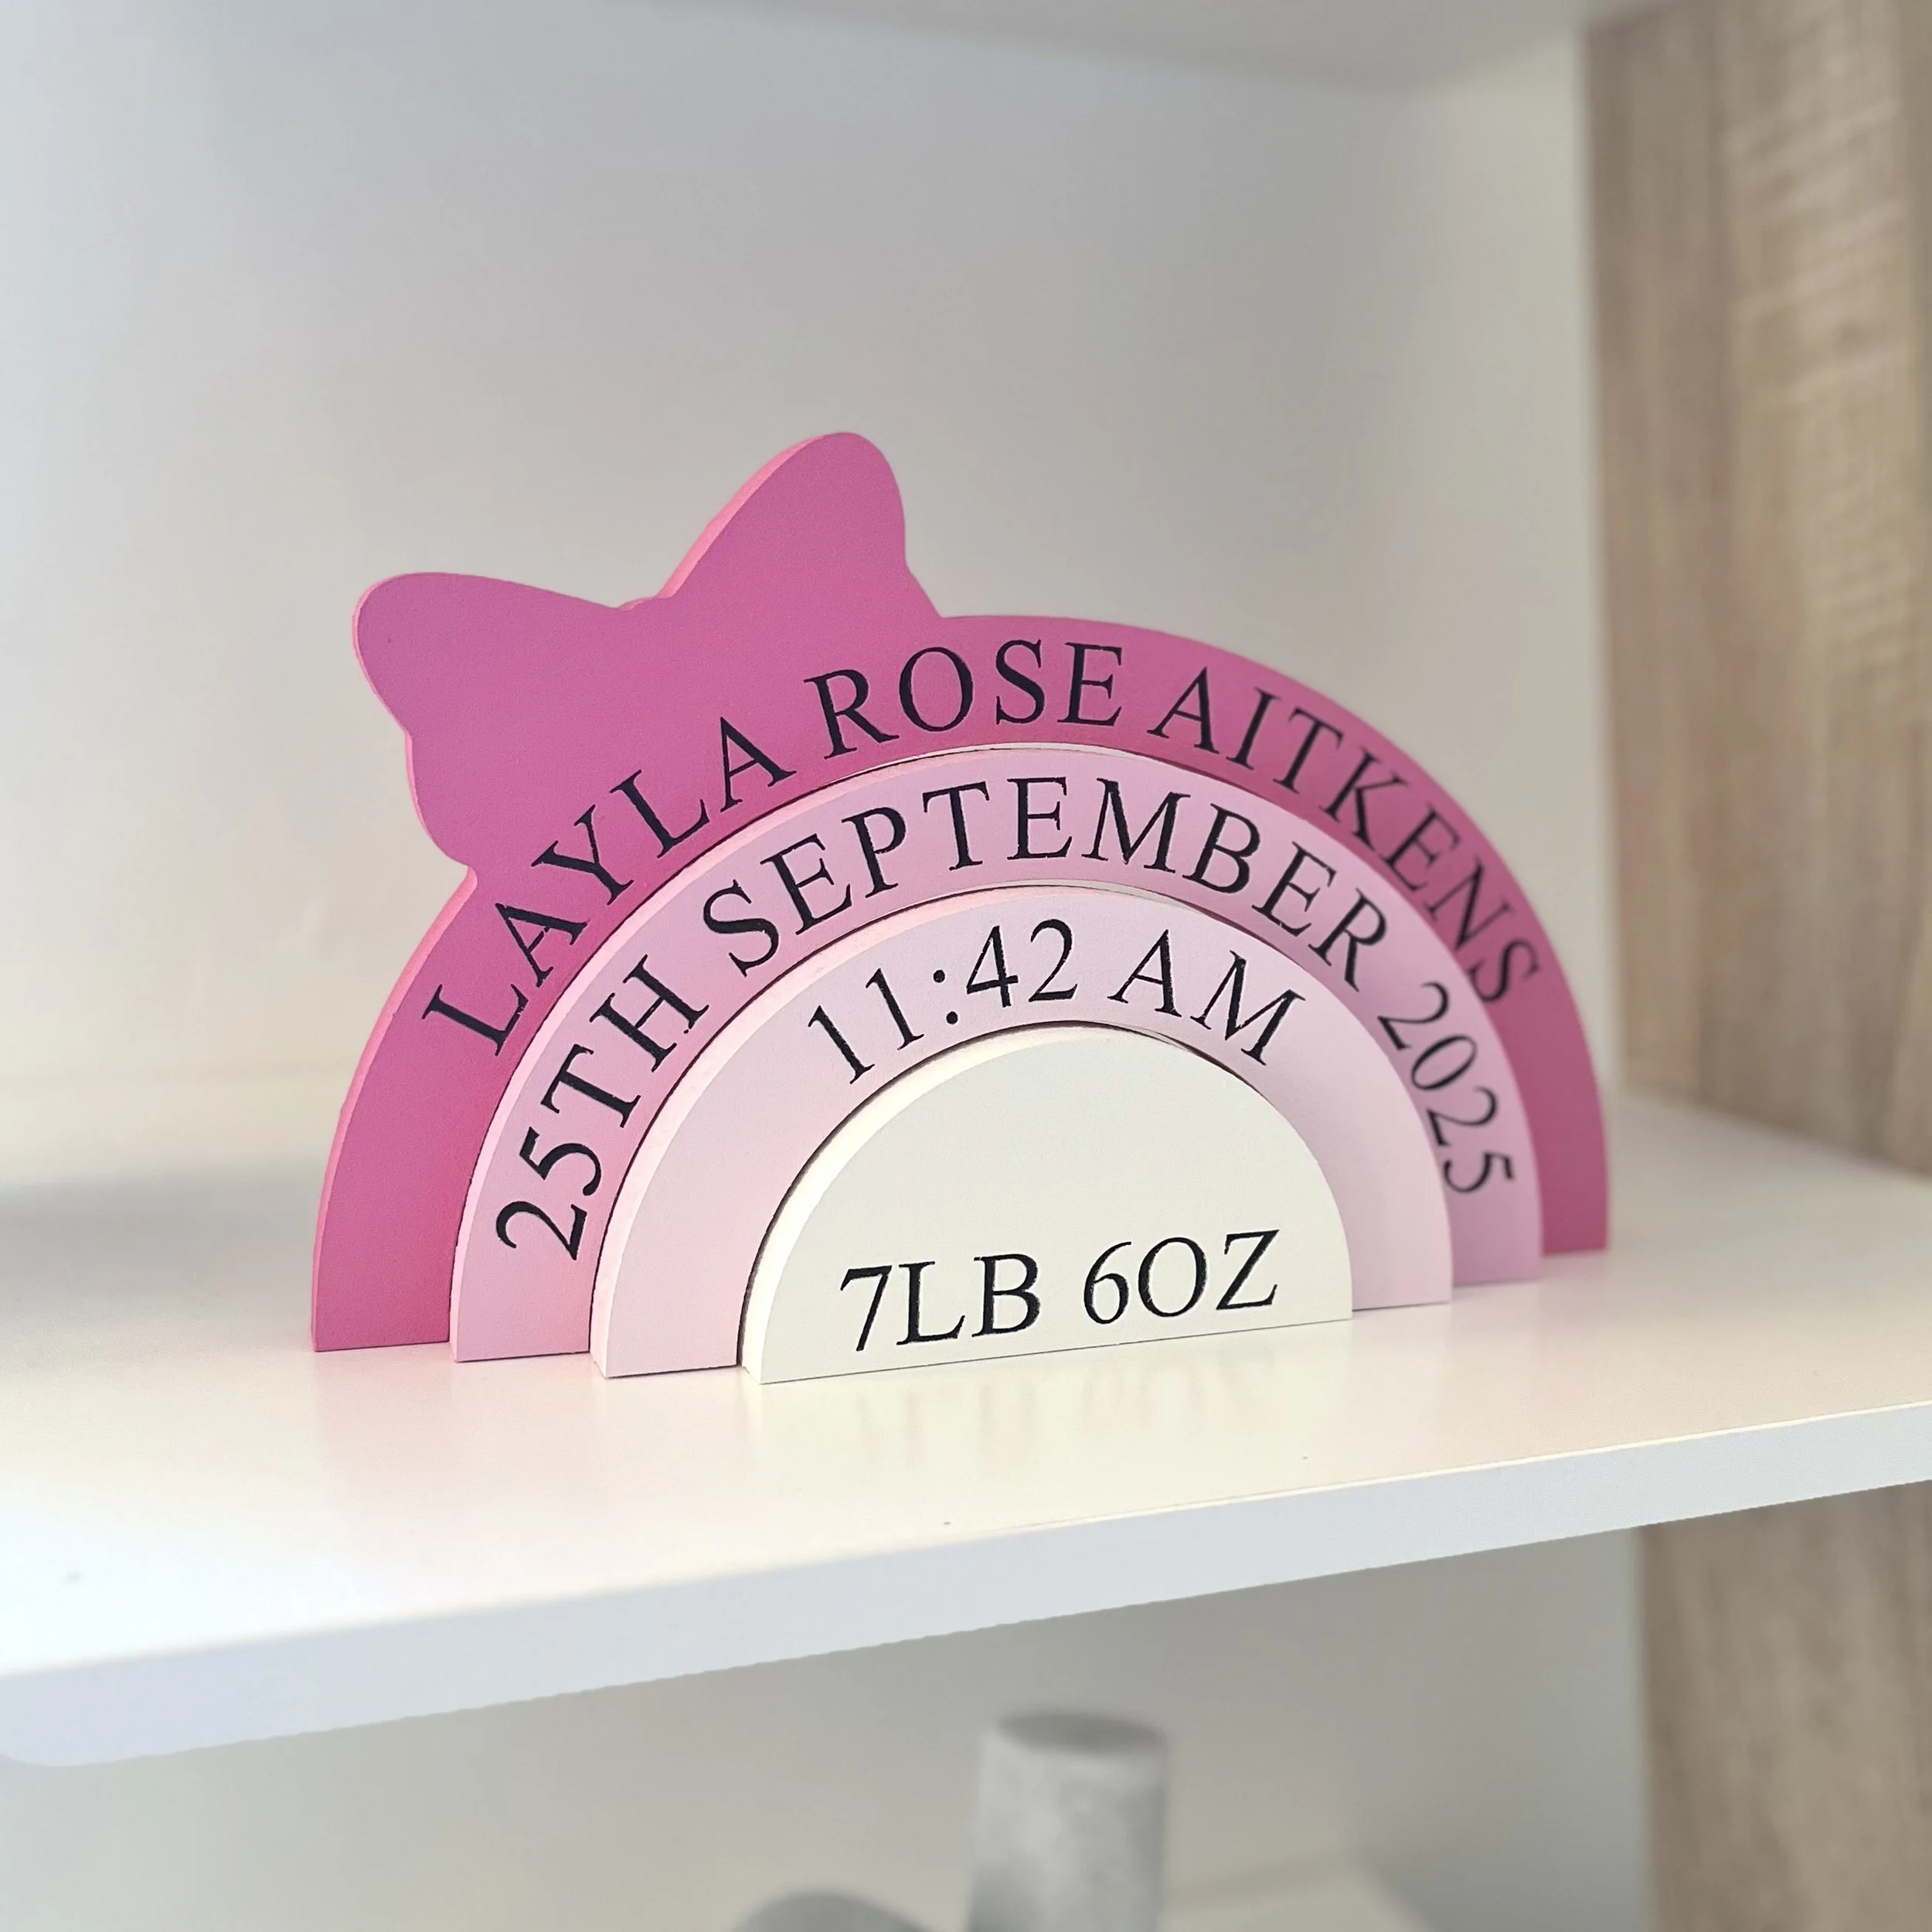 LAYLA ROSE AITKENS
25TH SEPTEMBER 2025
11:42 AM
7LB 6OZ